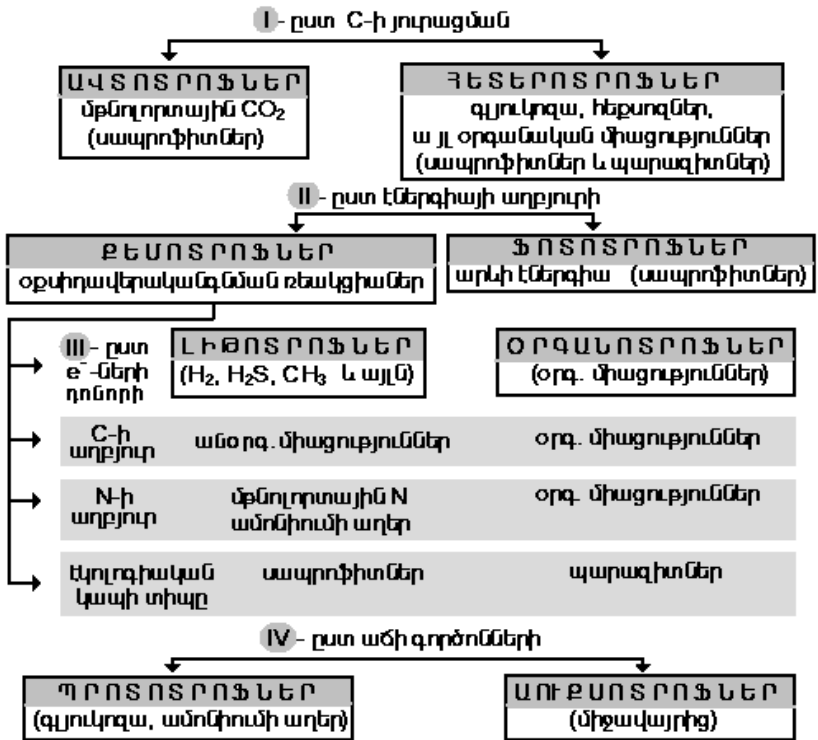 I - ըստ C-ի յուրացման
ԱՎՏՈՏՐՈՖՆԵՐ
մթնոլորտային CO₂
(սապրոֆիտներ)
ՀԵՏԵՐՈՏՐՈՖՆԵՐ
գլյուկոզա, հեքսոզներ,
այլ օրգանական միացություններ
(սապրոֆիտներ և պարազիտներ)
II - ըստ էներգիայի աղբյուրի
ՔԵՄՈՏՐՈՖՆԵՐ
օքսիդավերականգնման ռեակցիաներ
ՖՈՏՈՏՐՈՖՆԵՐ
արևի էներգիա (սապրոֆիտներ)
III - ըստ
e⁻-ների
դոնորի
ԼԻԹՈՏՐՈՖՆԵՐ
(H₂, H₂S, CH₃ և այլն)
ՕՐԳԱՆՈՏՐՈՖՆԵՐ
(օրգ. միացություններ)
C-ի
աղբյուր
անօրգ. միացություններ
օրգ. միացություններ
N-ի
աղբյուր
մթնոլորտային N
ամոնիումի աղեր
օրգ. միացություններ
էկոլոգիական
կապի տիպը
սապրոֆիտներ
պարազիտներ
IV - ըստ աճի գործոնների
ՊՐՈՏՈՏՐՈՖՆԵՐ
(գլյուկոզա, ամոնիումի աղեր)
ԱՈՒՔՍՈՏՐՈՖՆԵՐ
(միջավայրից)